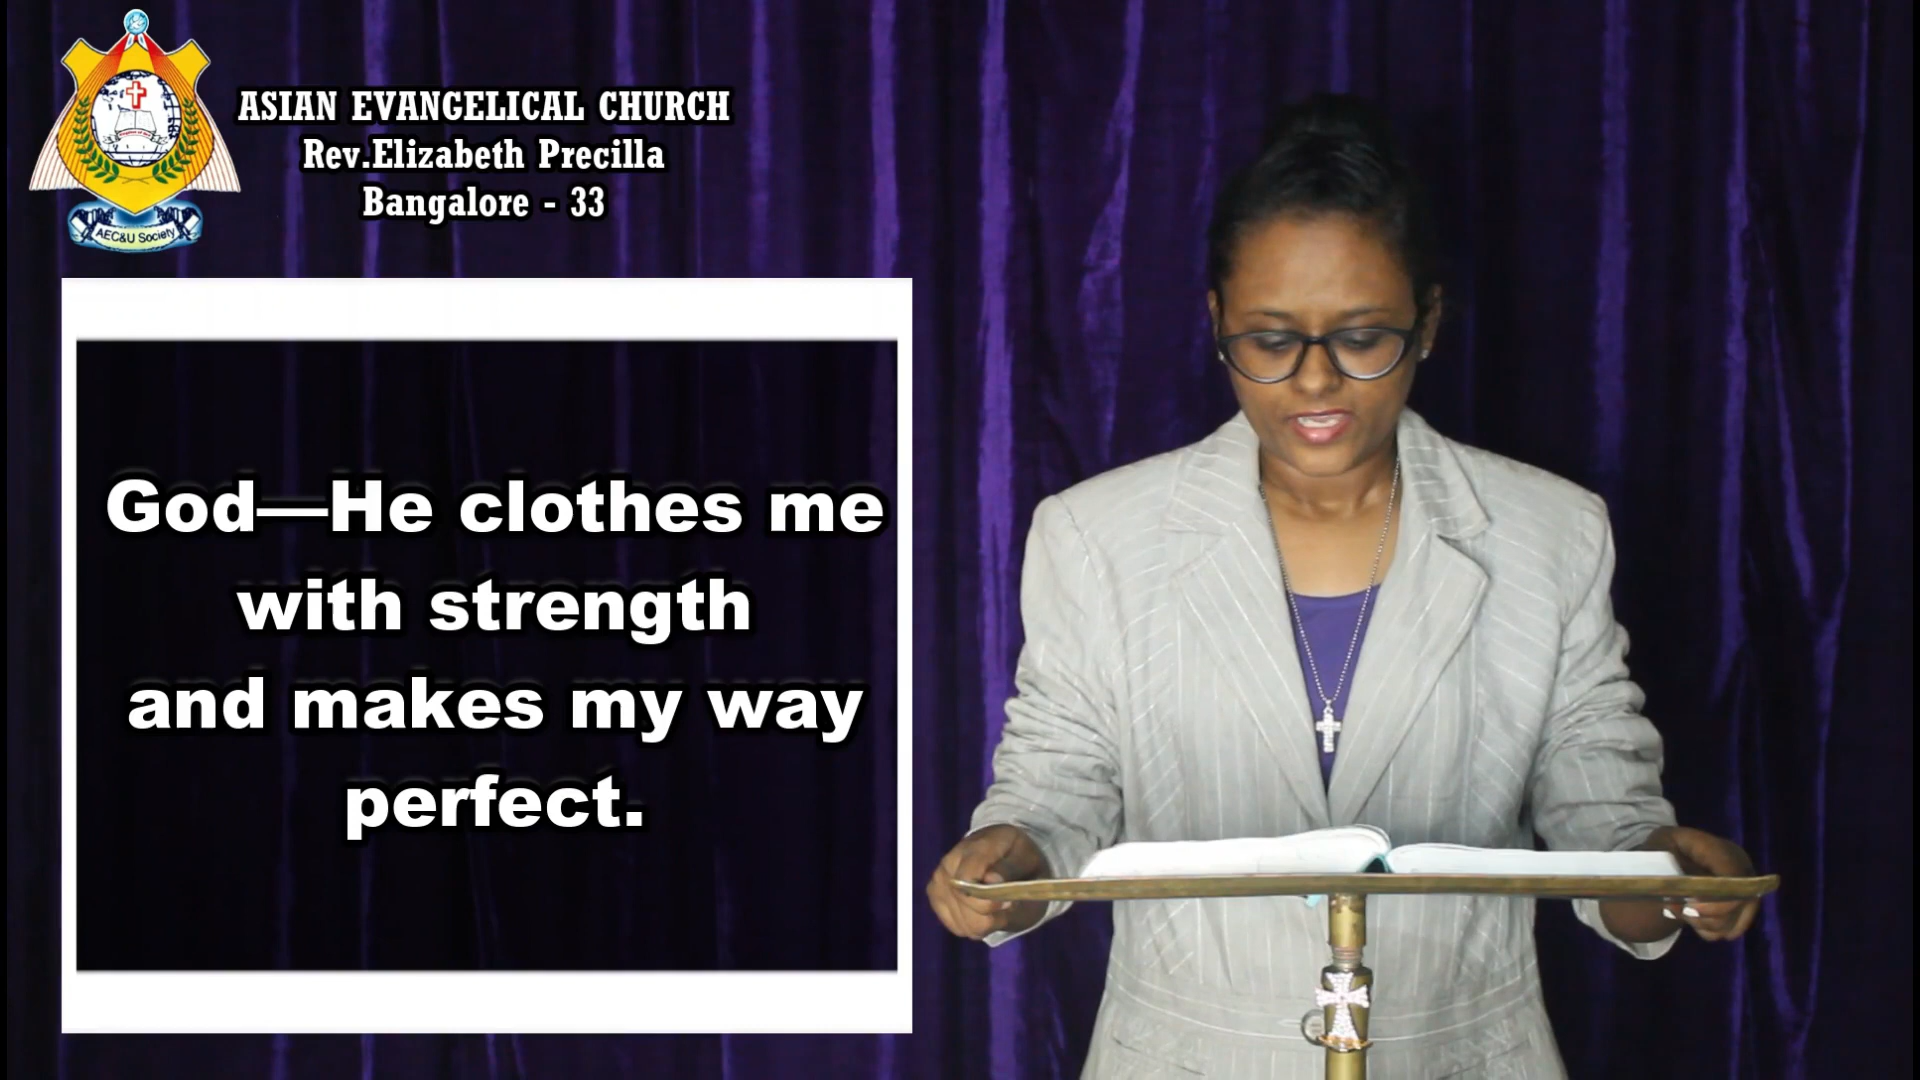 ASIAN EVANGELICAL CHURCH
Rev.Elizabeth Precilla
Bangalore - 33
AEC&U Society
God—He clothes me
with strength
and makes my way
perfect.